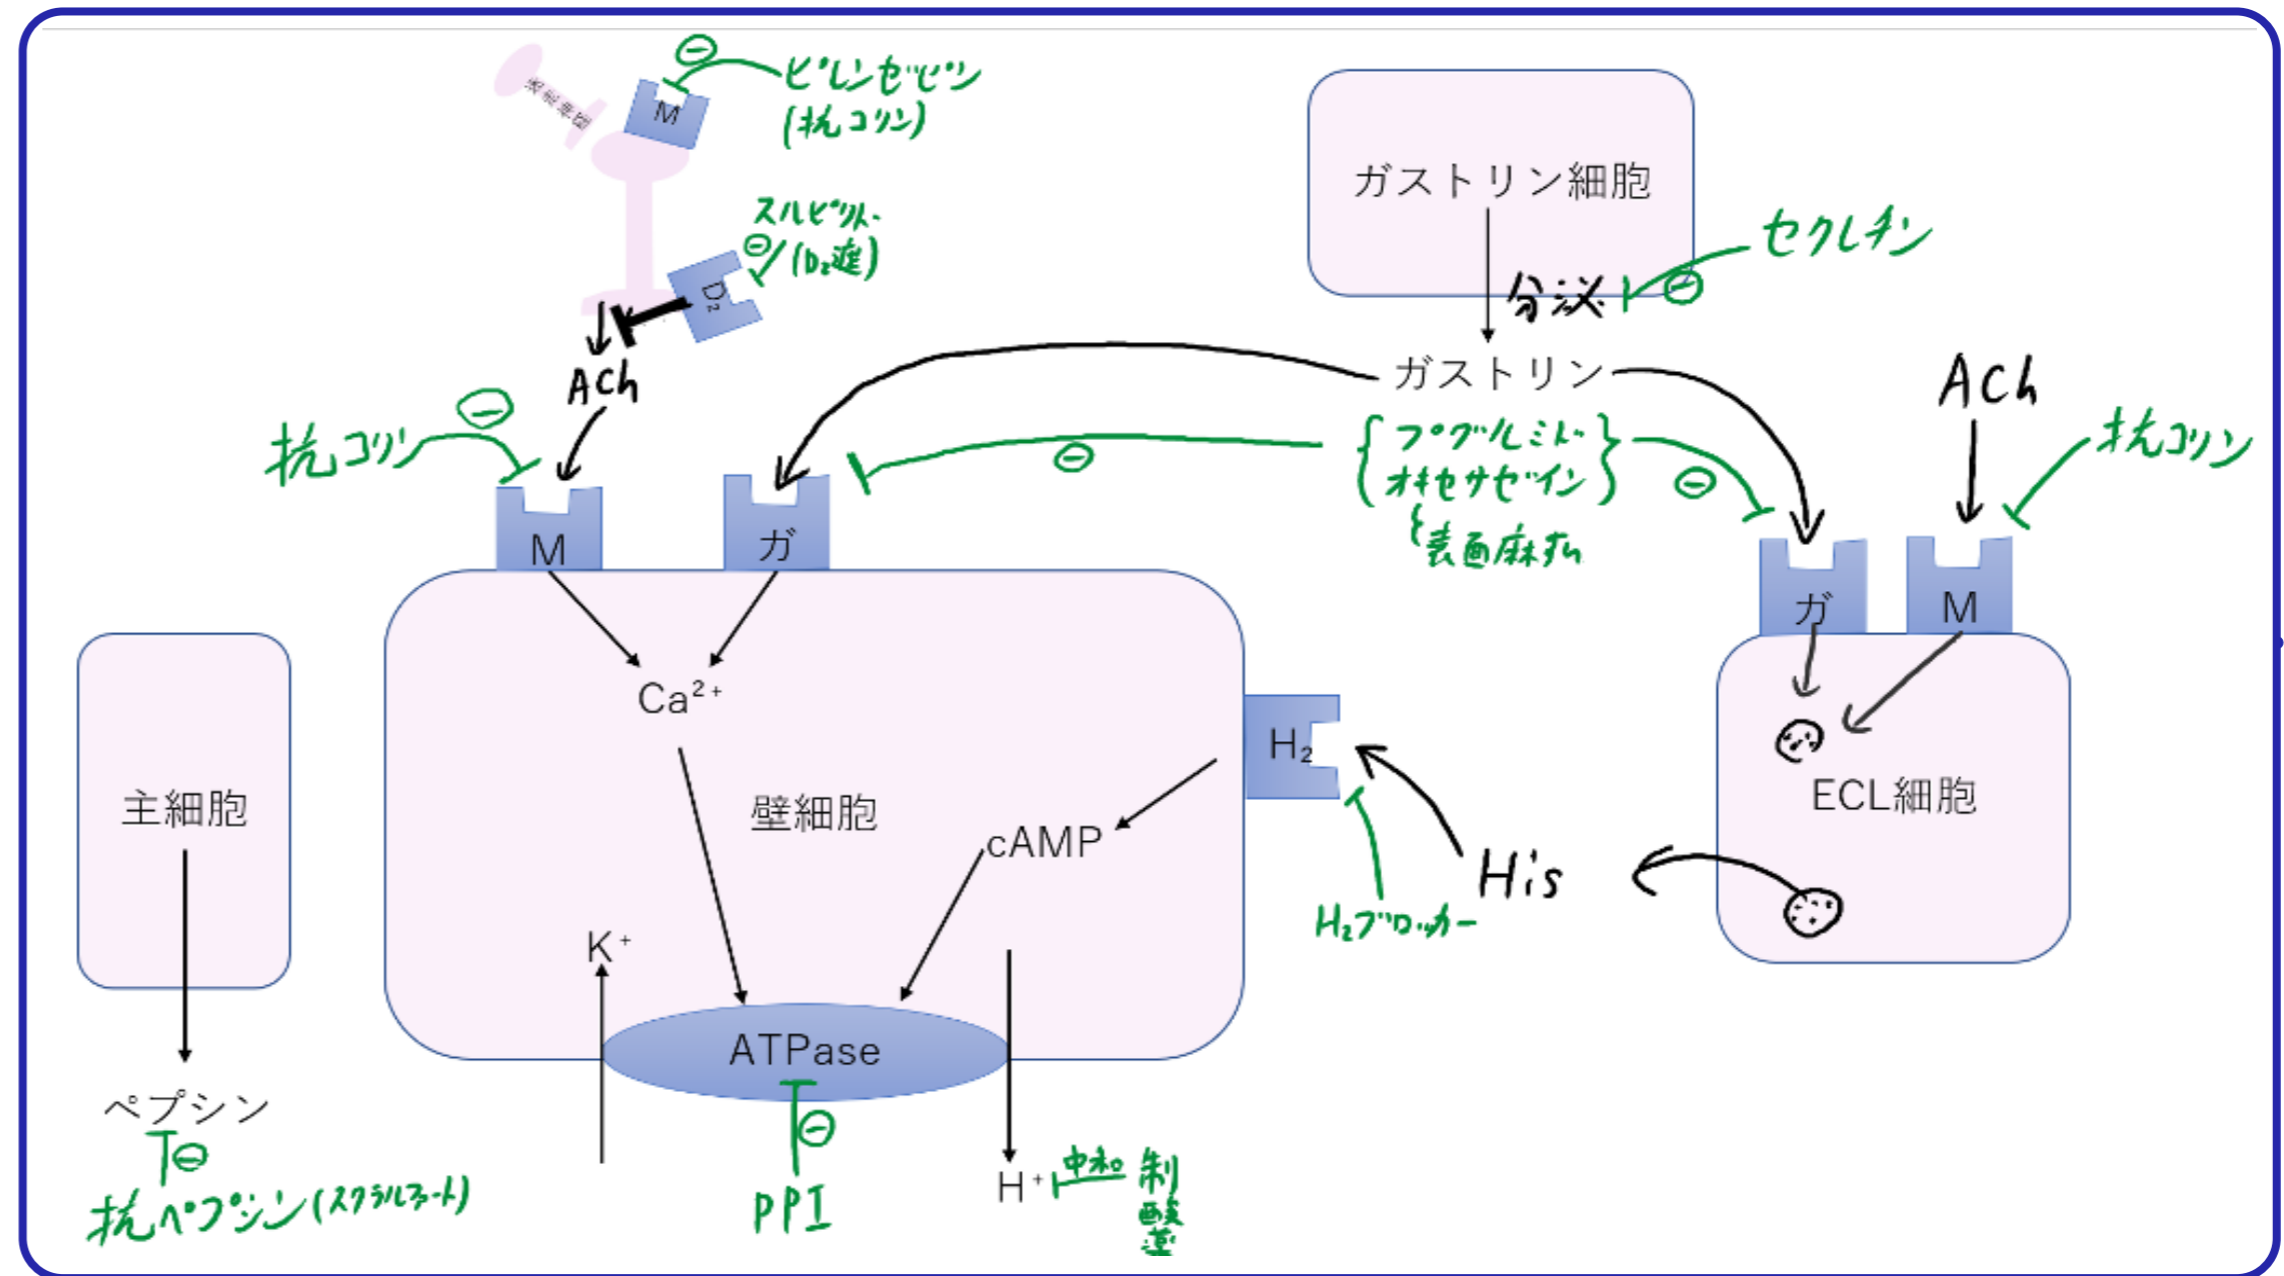 ⊖
ピレンゼピン
(抗コリン)
M
スルピリド
⊖
(D₂遮)
D₂
ACh
⊖
抗コリン
M
ガ
ガストリン細胞
分泌
⊖
セクレチン
ガストリン
⊖
プログルミド
オキセサゼイン
表面麻すい
⊖
ACh
抗コリン
ガ
M
Ca²⁺
壁細胞
cAMP
H₂
K⁺
ATPase
⊖
PPI
H⁺
中和
制
酸
薬
His
H₂ブロッカー
ECL細胞
主細胞
ペプシン
⊖
抗ペプシン(スクラルファート)